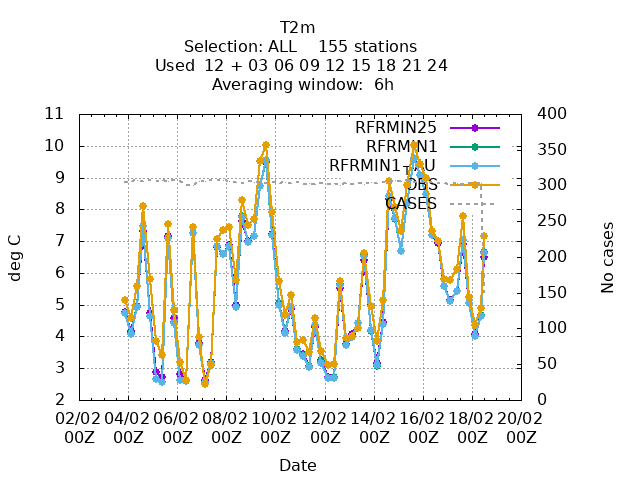 T2m
Selection: ALL    155 stations
Used  12 + 03 06 09 12 15 18 21 24
Averaging window:  6h
11 400
10 350
9 300
8 250
7 200
6 150
5 100
4 50
3 0
2
deg C
No cases
RFRMIN25
RFRMIN1
OBS
CASES
02/02 04/02 06/02 08/02 10/02 12/02 14/02 16/02 18/02 20/02
00Z 00Z 00Z 00Z 00Z 00Z 00Z 00Z 00Z 00Z
Date